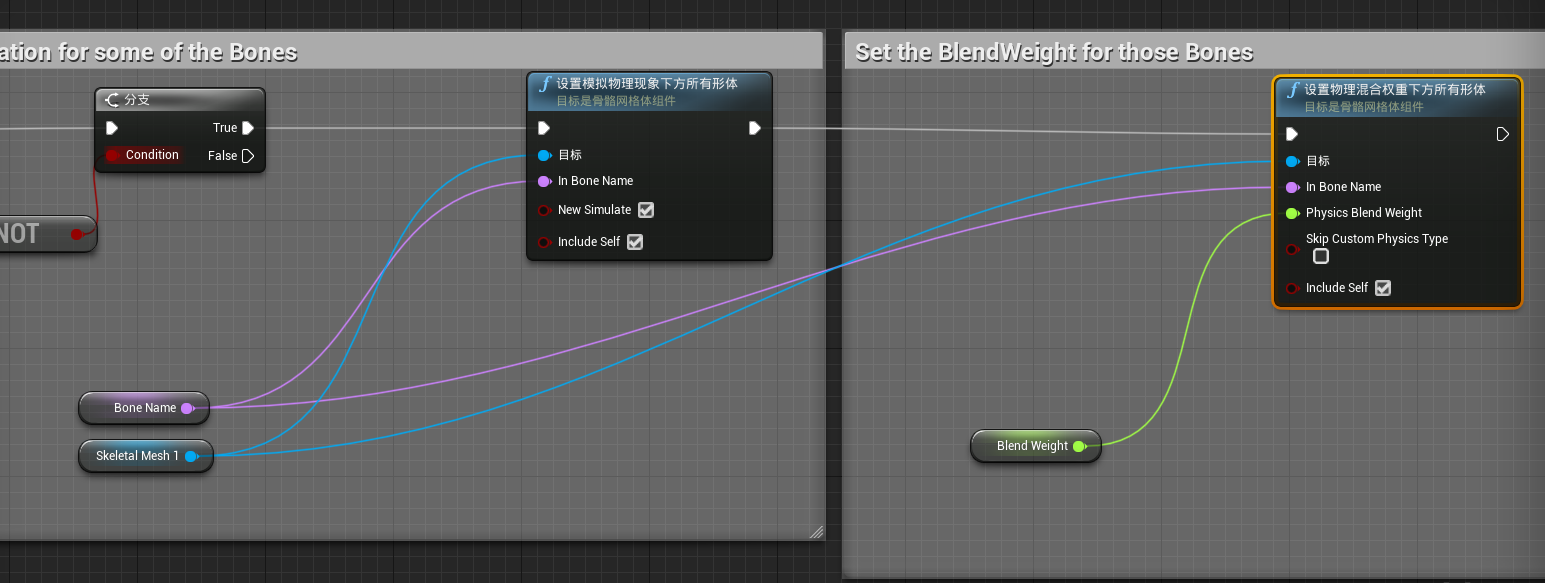 ation for some of the Bones
分支
True
Condition
False
NOT
设置模拟物理现象下方所有形体
目标是骨骼网格体组件
目标
In Bone Name
New Simulate
Include Self
Bone Name
Skeletal Mesh 1
Set the BlendWeight for those Bones
设置物理混合权重下方所有形体
目标是骨骼网格体组件
目标
In Bone Name
Physics Blend Weight
Skip Custom Physics Type
Include Self
Blend Weight